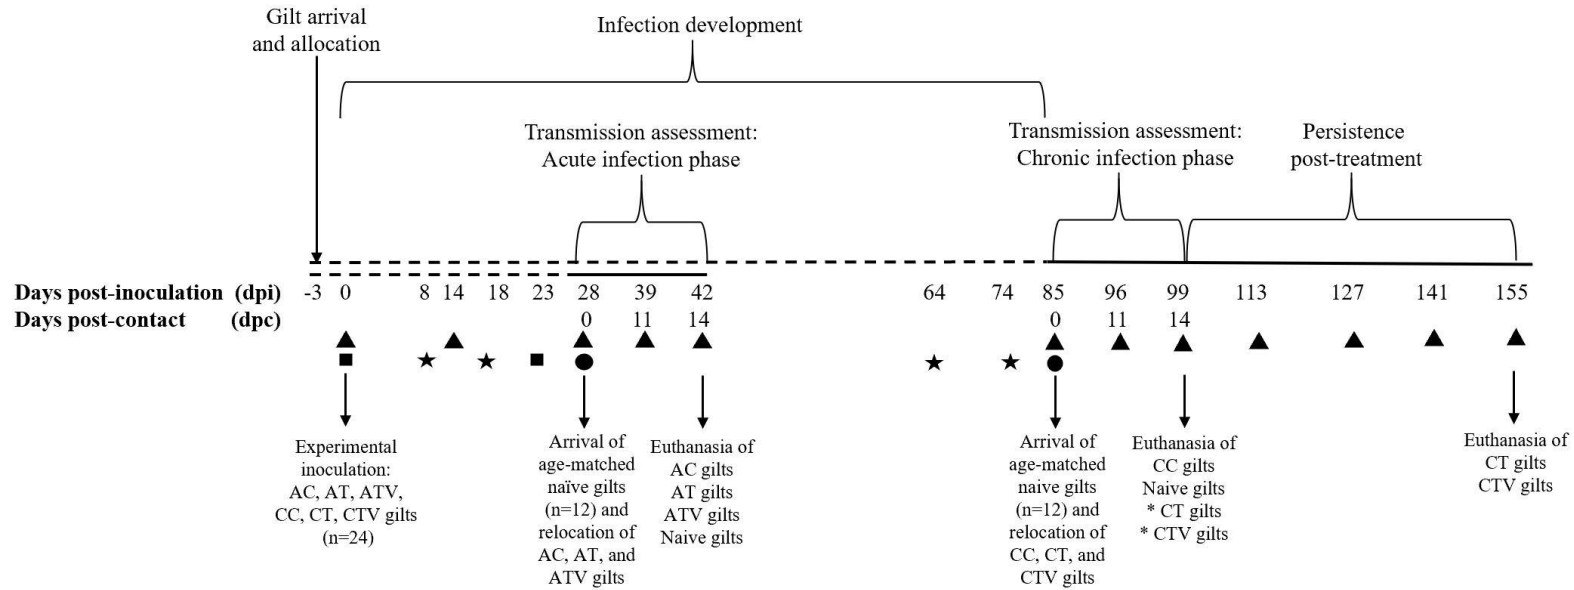 Gilt arrival
and allocation
Infection development
Transmission assessment:
Acute infection phase
Transmission assessment:
Chronic infection phase
Persistence
post-treatment
Days post-inoculation (dpi) -3 0 8 14 18 23 28 39 42 64 74 85 96 99 113 127 141 155
Days post-contact (dpc) 0 11 14 0 11 14
Experimental
inoculation:
AC, AT, ATV,
CC, CT, CTV gilts
(n=24)
Arrival of
age-matched
naïve gilts
(n=12) and
relocation of
AC, AT, and
ATV gilts
Euthanasia of
AC gilts
AT gilts
ATV gilts
Naive gilts
Arrival of
age-matched
naive gilts
(n=12) and
relocation of
CC, CT, and
CTV gilts
Euthanasia of
CC gilts
Naive gilts
* CT gilts
* CTV gilts
Euthanasia of
CT gilts
CTV gilts